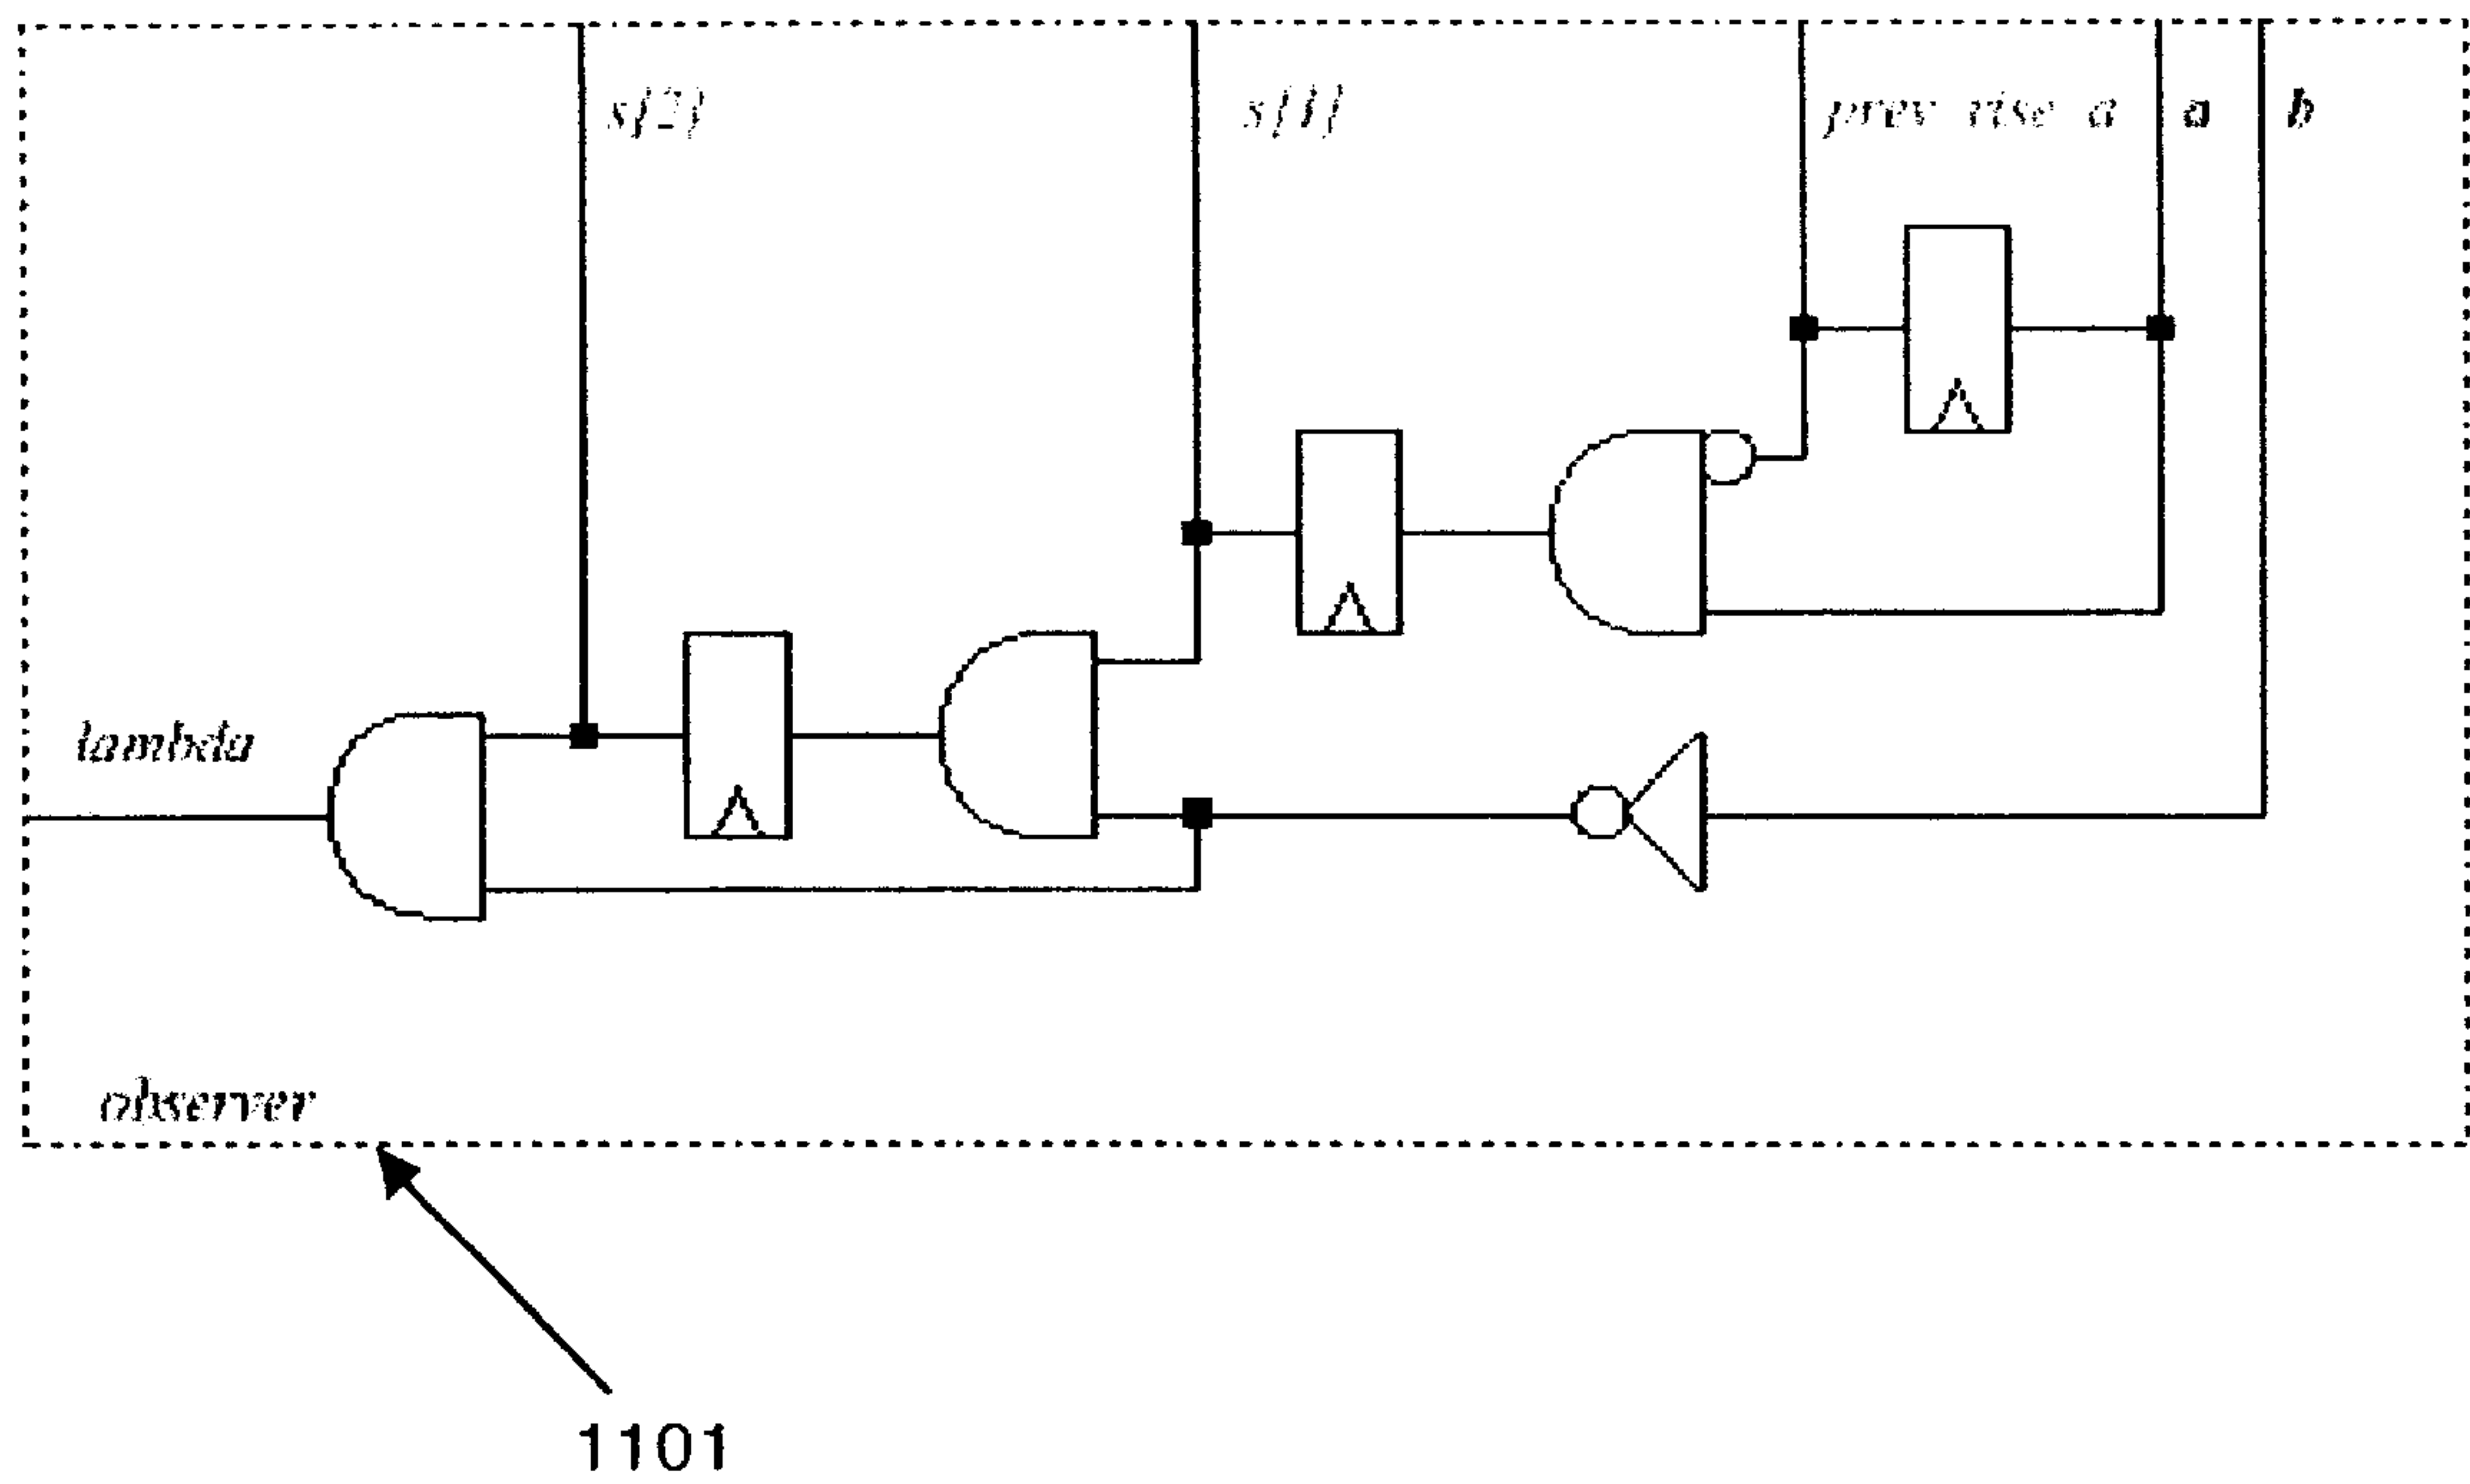 s[2] s[1] prev rise a a b
lambda
observer
1101